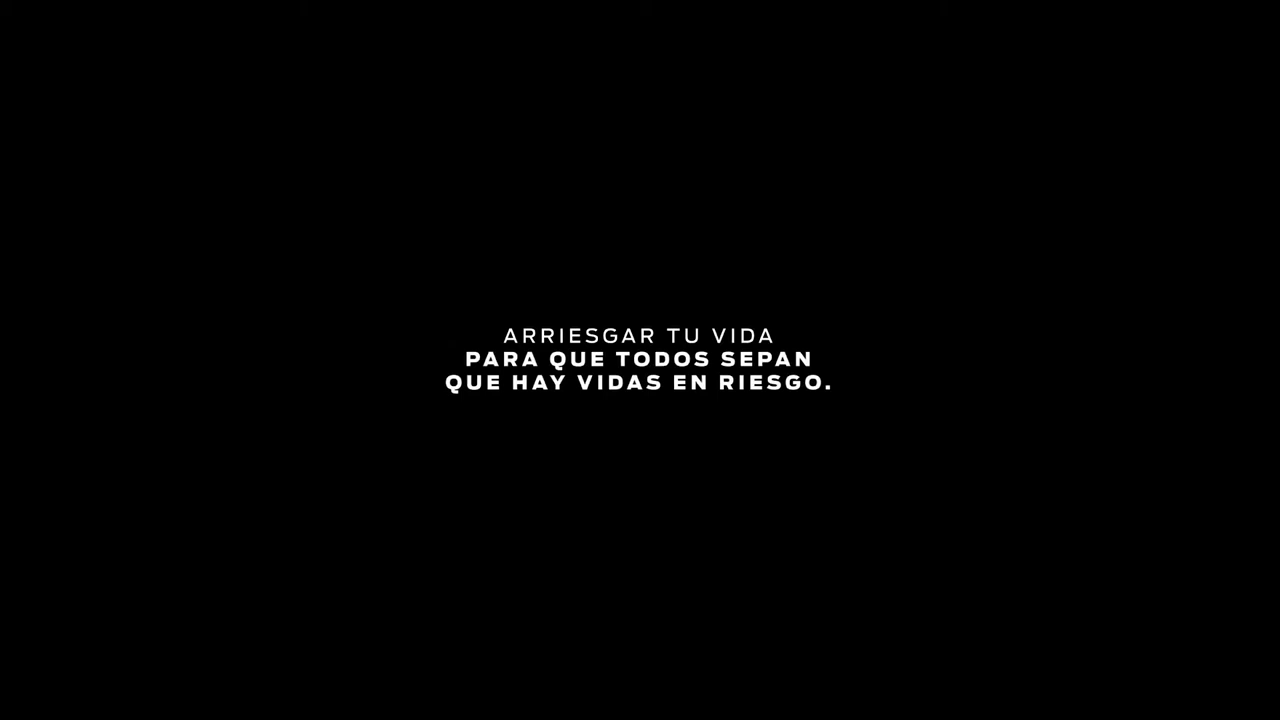 ARRIESGAR TU VIDA
PARA QUE TODOS SEPAN
QUE HAY VIDAS EN RIESGO.